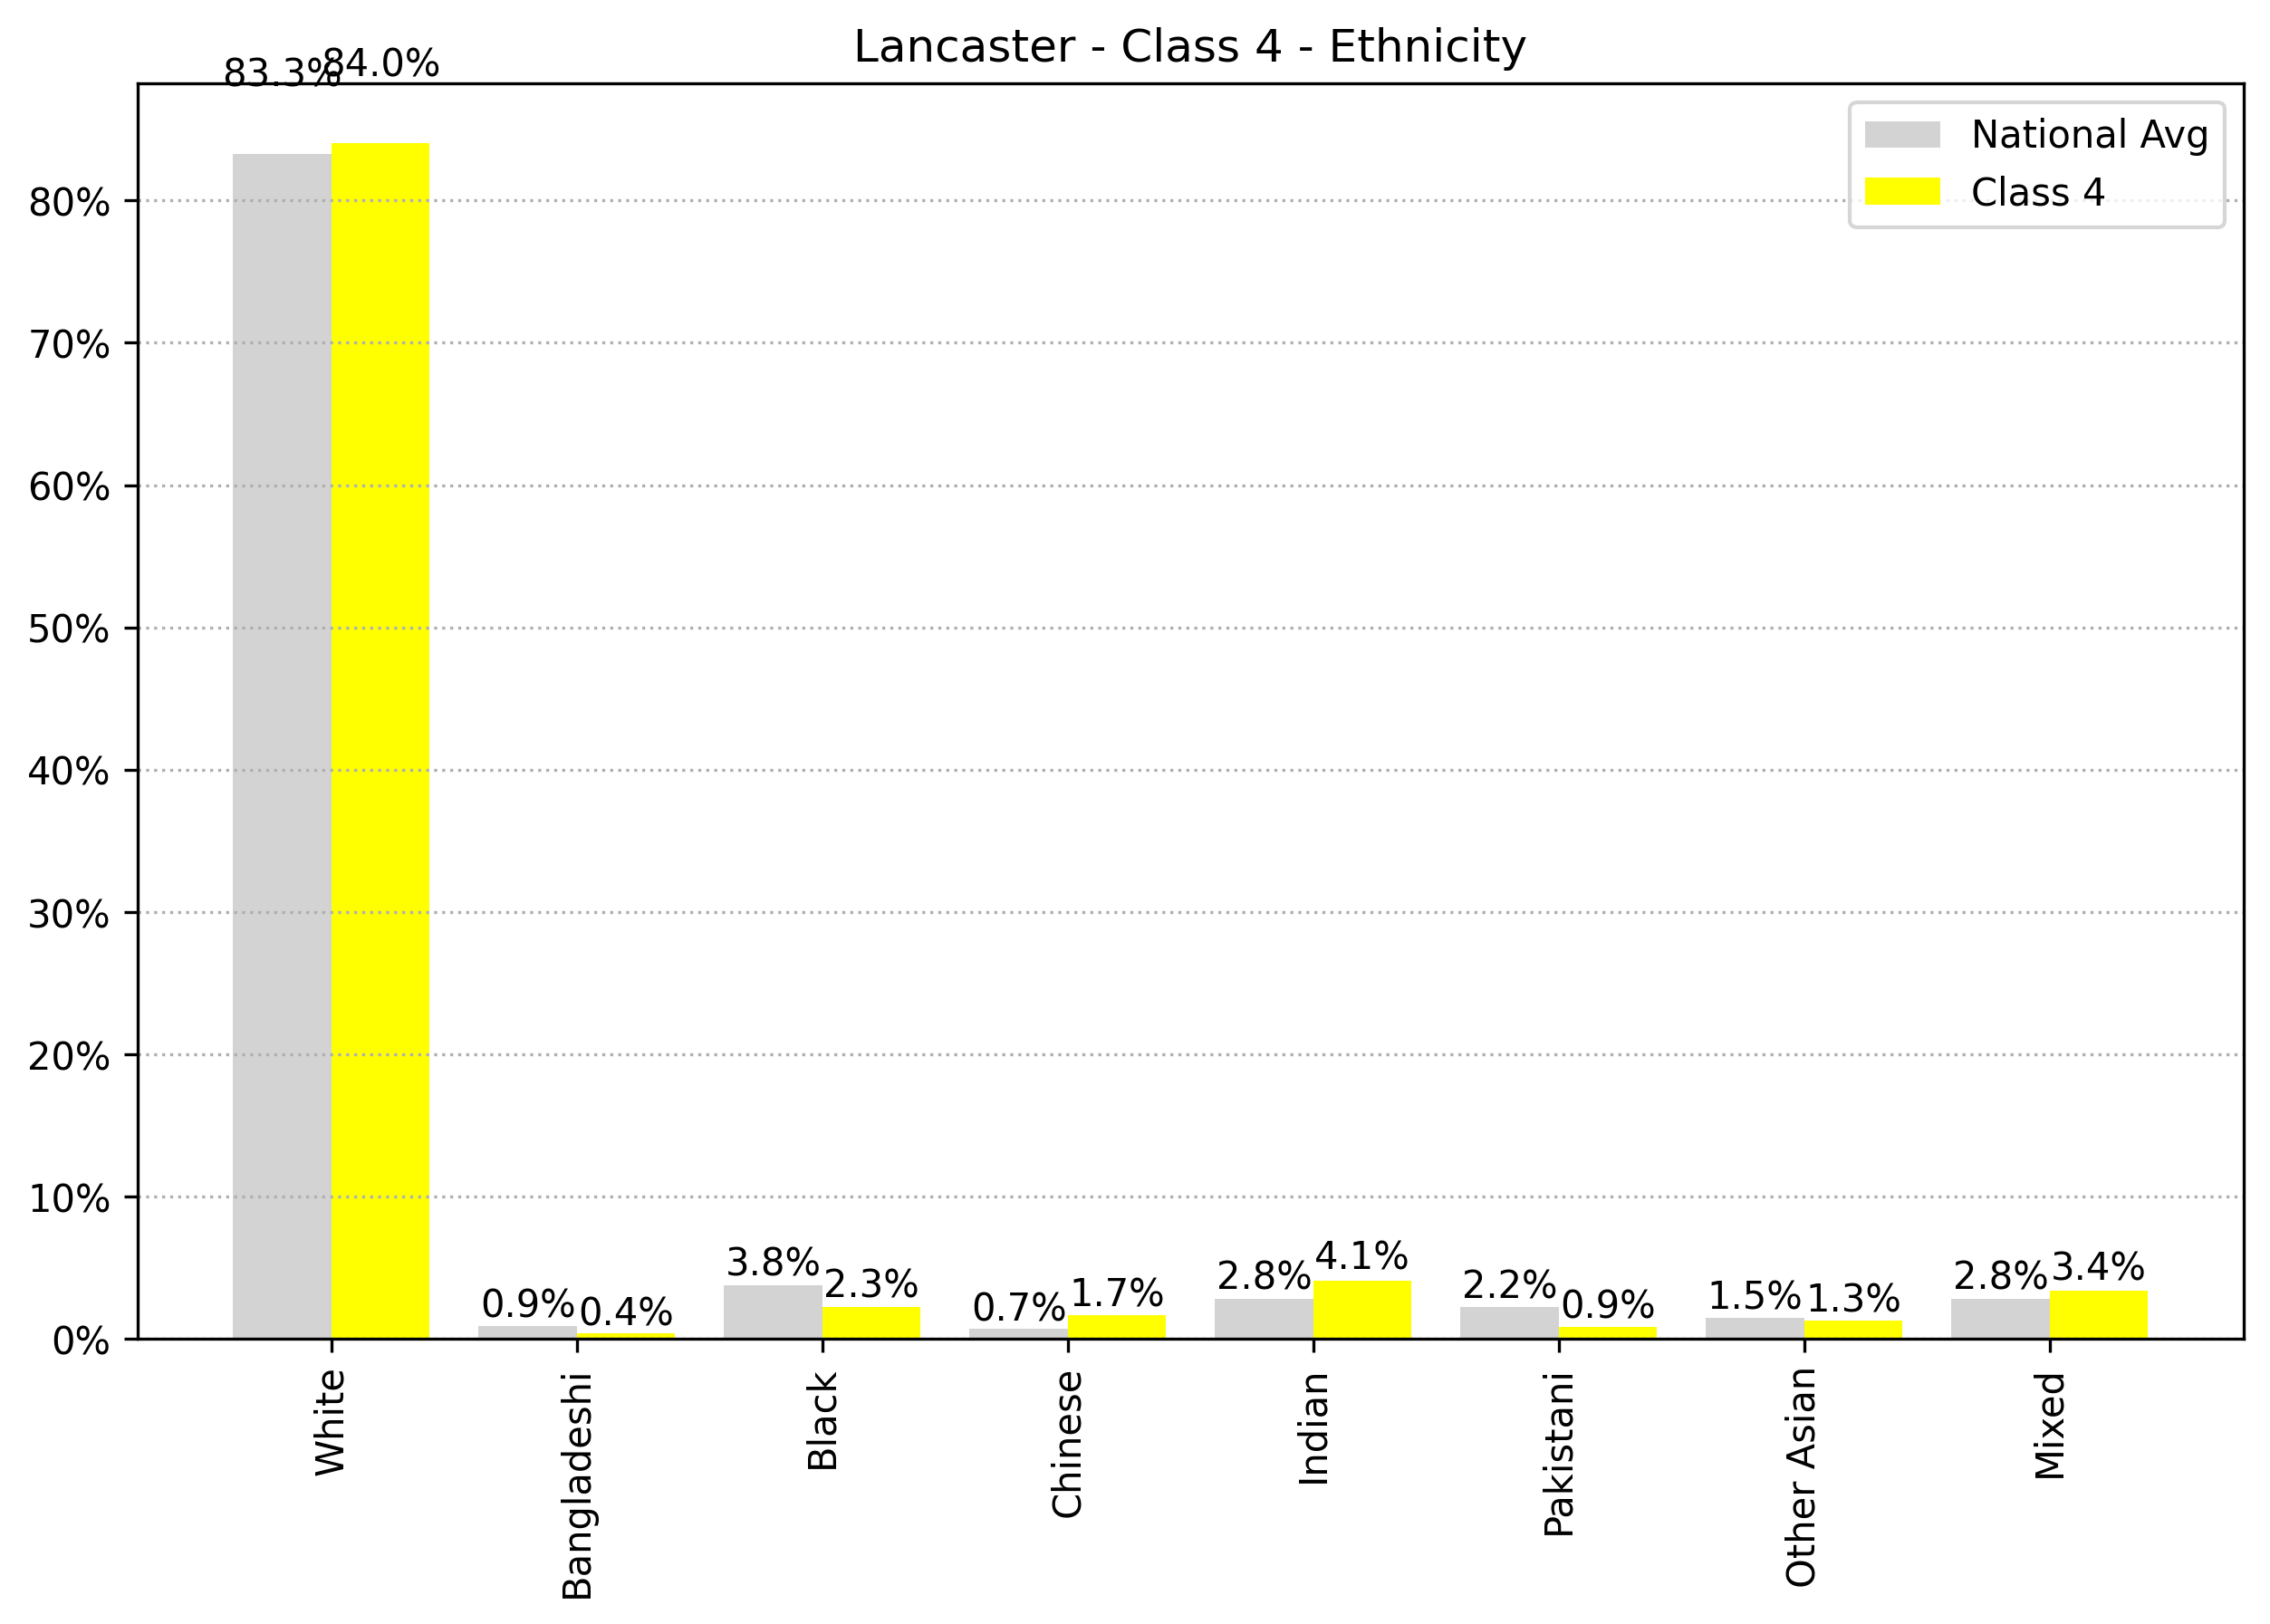 Lancaster - Class 4 - Ethnicity
83.3%
84.0%
National Avg
Class 4
80%
70%
60%
50%
40%
30%
20%
10%
0%
0.9%
0.4%
3.8%
2.3%
0.7%
1.7%
2.8%
4.1%
2.2%
0.9%
1.5%
1.3%
2.8%
3.4%
White
Bangladeshi
Black
Chinese
Indian
Pakistani
Other Asian
Mixed